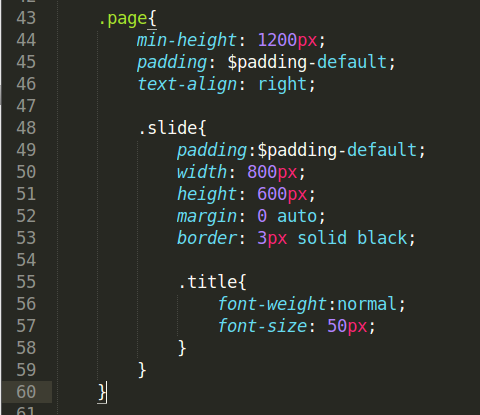 43 .page{
44 min-height: 1200px;
45 padding: $padding-default;
46 text-align: right;
47
48 .slide{
49 padding:$padding-default;
50 width: 800px;
51 height: 600px;
52 margin: 0 auto;
53 border: 3px solid black;
54
55 .title{
56 font-weight:normal;
57 font-size: 50px;
58 }
59 }
60 }
61